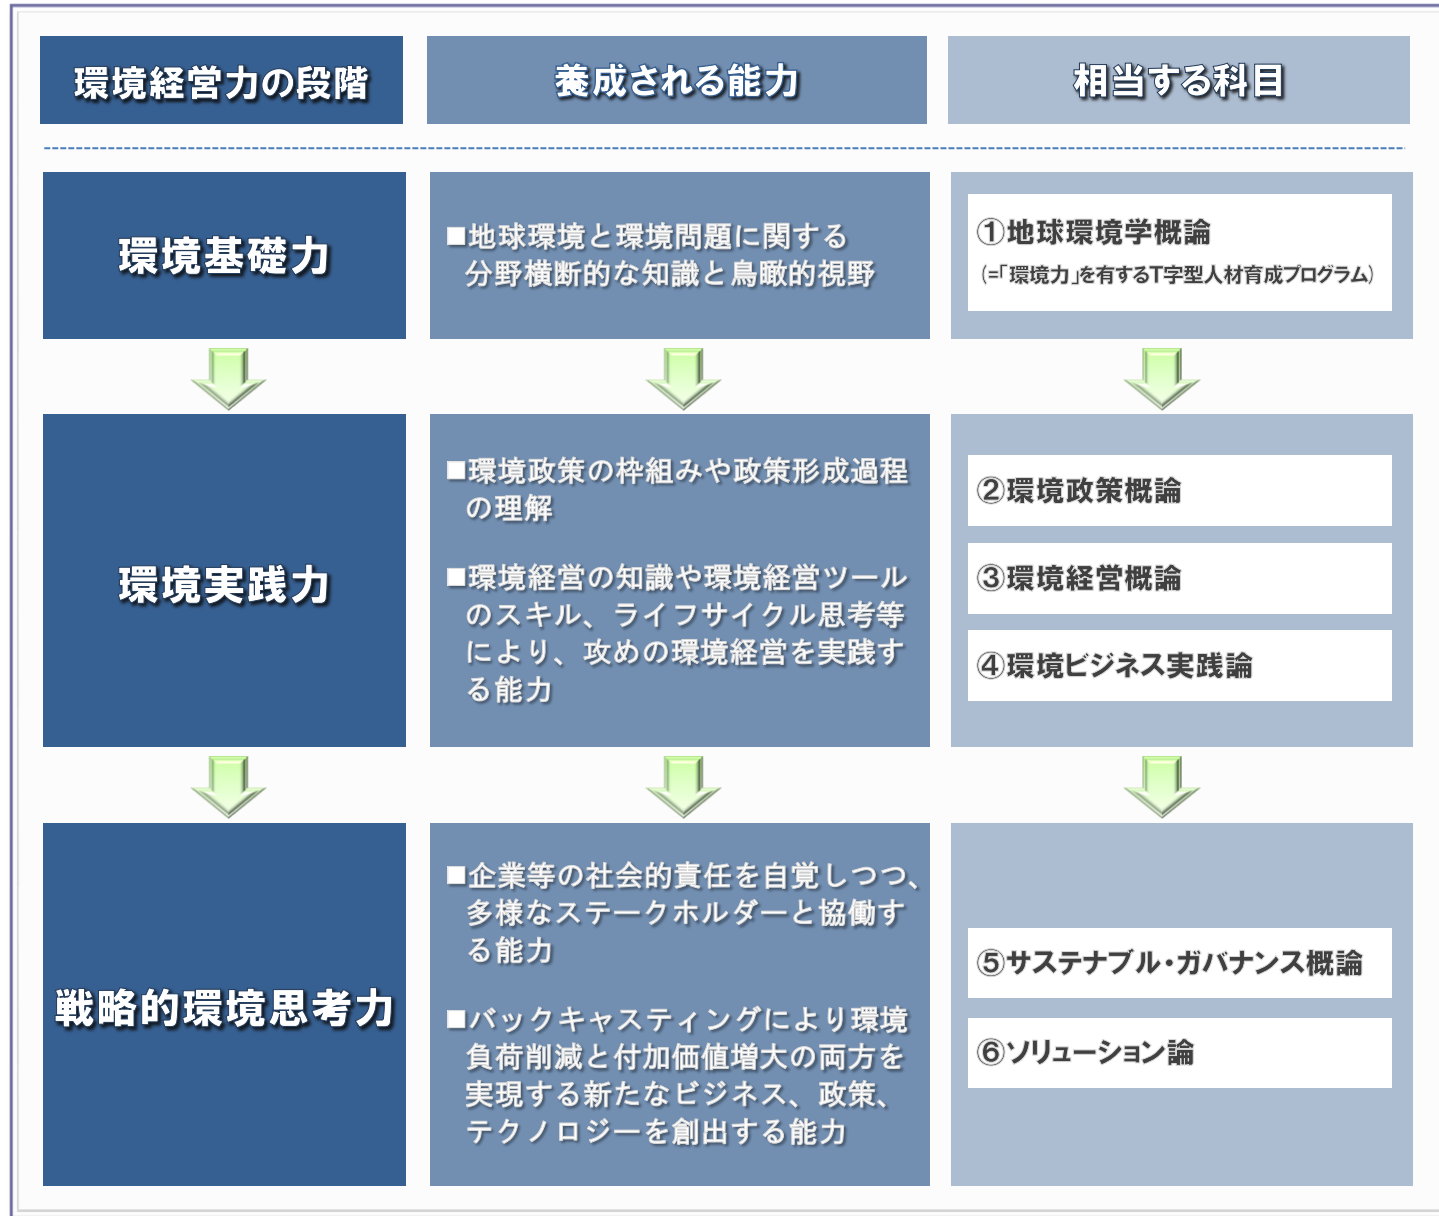 環境経営力の段階
養成される能力
相当する科目
環境基礎力
■地球環境と環境問題に関する
分野横断的な知識と鳥瞰的視野
①地球環境学概論
(=「環境力」を有するT字型人材育成プログラム)
環境実践力
■環境政策の枠組みや政策形成過程
の理解
■環境経営の知識や環境経営ツール
のスキル、ライフサイクル思考等
により、攻めの環境経営を実践す
る能力
②環境政策概論
③環境経営概論
④環境ビジネス実践論
戦略的環境思考力
■企業等の社会的責任を自覚しつつ、
多様なステークホルダーと協働す
る能力
■バックキャスティングにより環境
負荷削減と付加価値増大の両方を
実現する新たなビジネス、政策、
テクノロジーを創出する能力
⑤サステナブル・ガバナンス概論
⑥ソリューション論